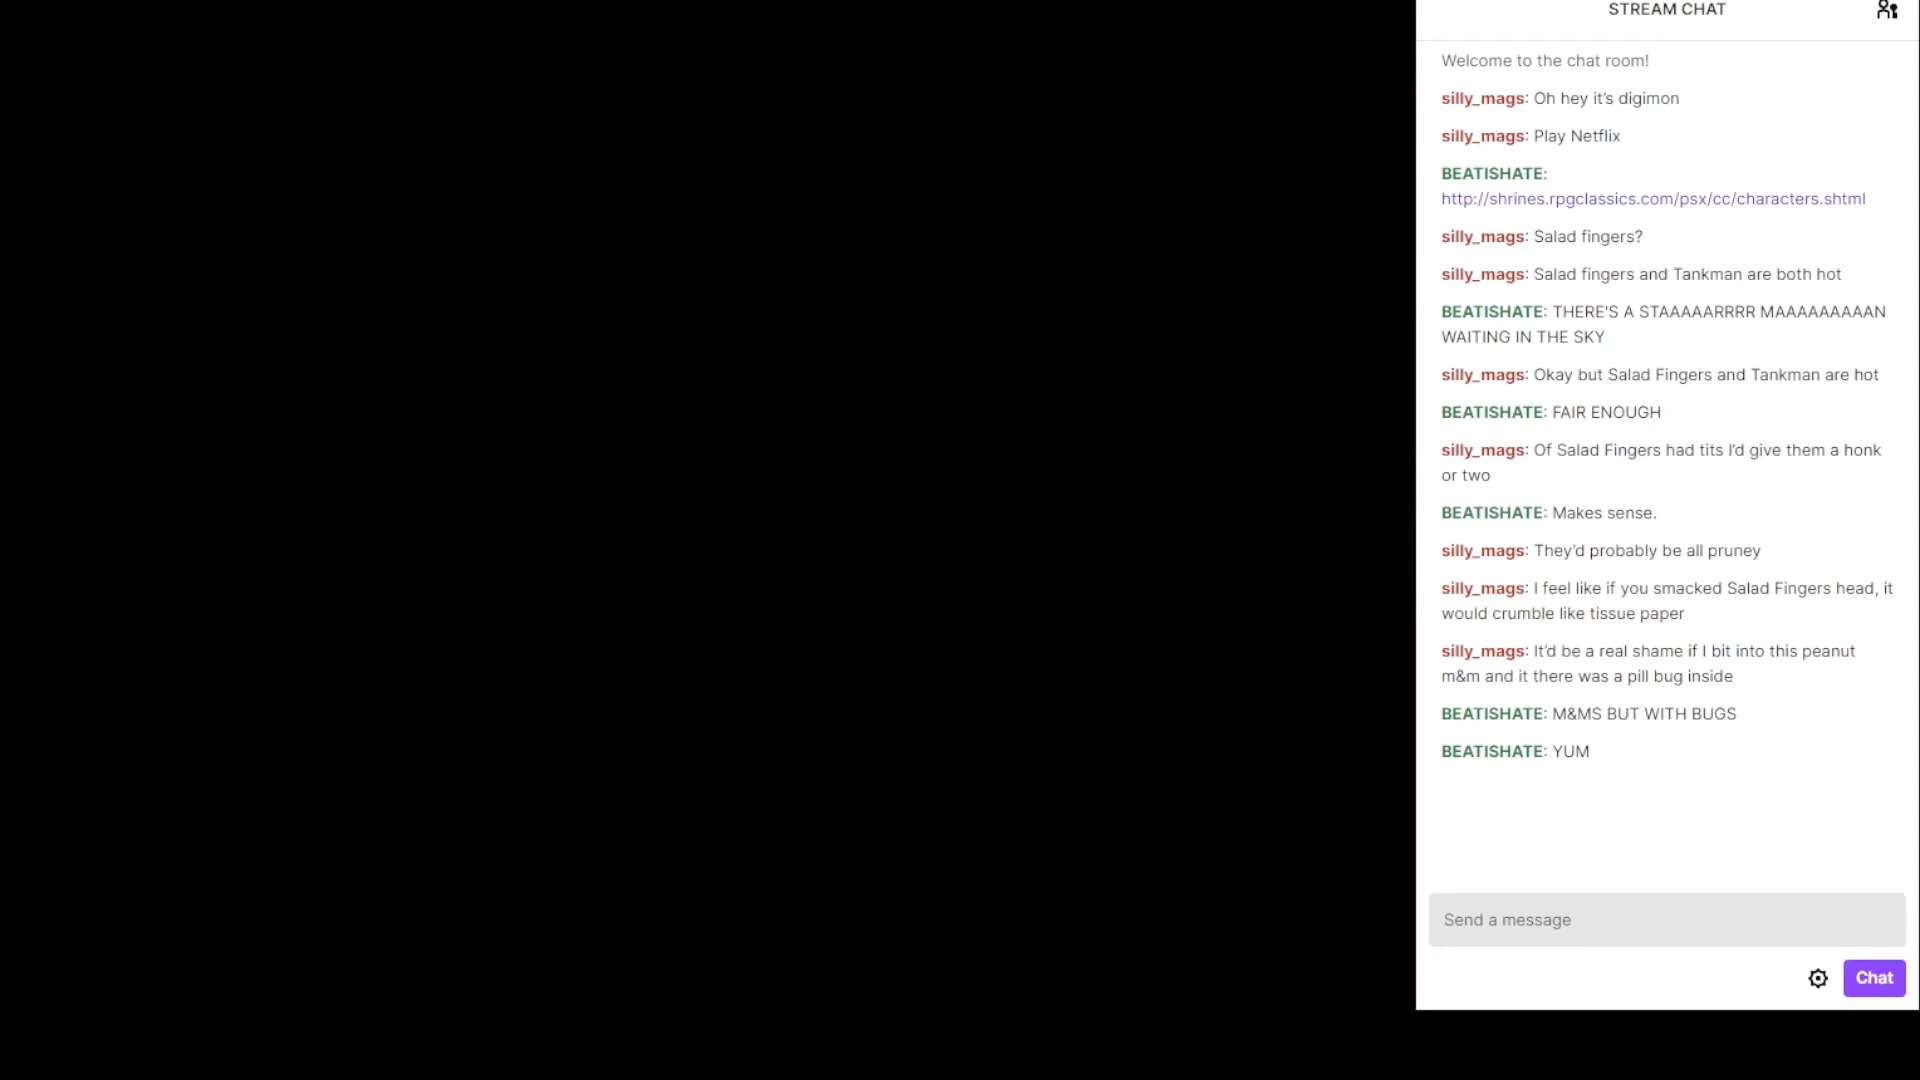 STREAM CHAT
Welcome to the chat room!
silly_mags: Oh hey it’s digimon
silly_mags: Play Netflix
BEATISHATE:
http://shrines.rpgclassics.com/psx/cc/characters.shtml
silly_mags: Salad fingers?
silly_mags: Salad fingers and Tankman are both hot
BEATISHATE: THERE'S A STAAAAARRRR MAAAAAAAAAN
WAITING IN THE SKY
silly_mags: Okay but Salad Fingers and Tankman are hot
BEATISHATE: FAIR ENOUGH
silly_mags: Of Salad Fingers had tits I’d give them a honk
or two
BEATISHATE: Makes sense.
silly_mags: They’d probably be all pruney
silly_mags: I feel like if you smacked Salad Fingers head, it
would crumble like tissue paper
silly_mags: It’d be a real shame if I bit into this peanut
m&m and it there was a pill bug inside
BEATISHATE: M&MS BUT WITH BUGS
BEATISHATE: YUM
Send a message
Chat